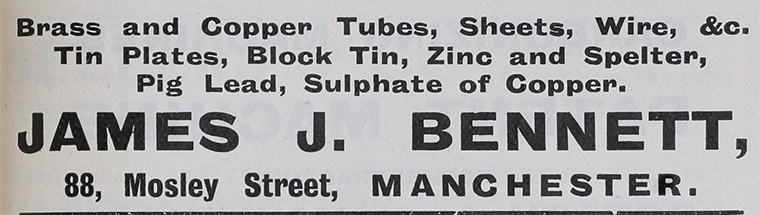 Brass and Copper Tubes, Sheets, Wire, &c.
Tin Plates, Block Tin, Zinc and Spelter,
Pig Lead, Sulphate of Copper.
JAMES J. BENNETT,
88, Mosley Street, MANCHESTER.